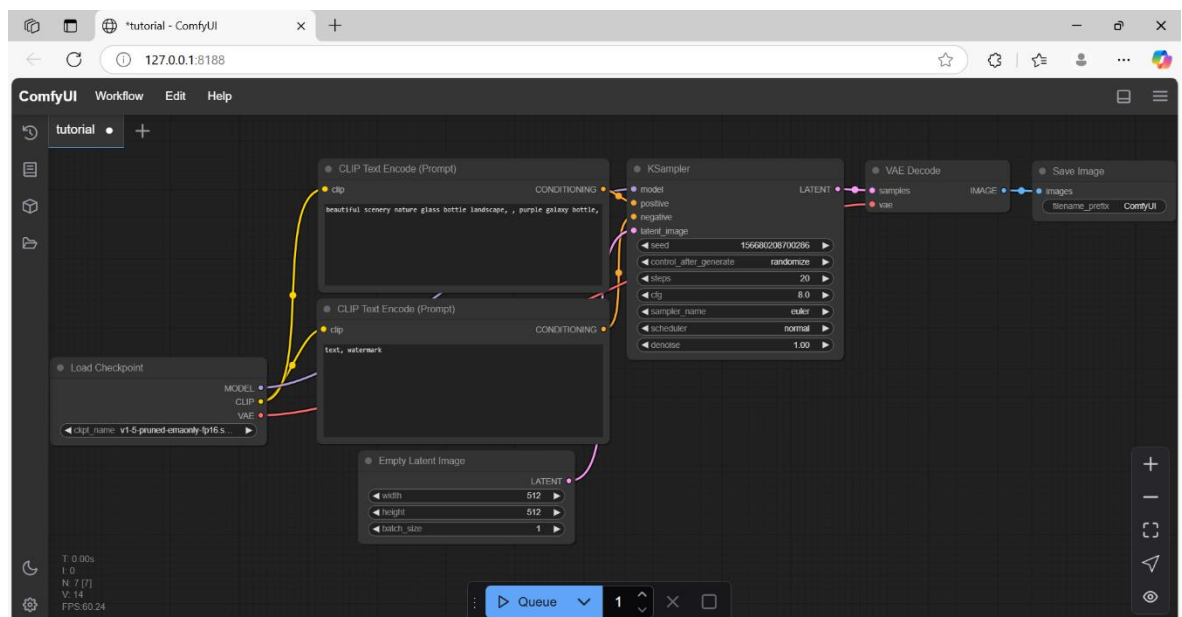 *tutorial - ComfyUI
127.0.0.1:8188
ComfyUI Workflow Edit Help
tutorial
CLIP Text Encode (Prompt)
clip CONDITIONING
beautiful scenery nature glass bottle landscape, , purple galaxy bottle,
CLIP Text Encode (Prompt)
clip CONDITIONING
text, watermark
Load Checkpoint
MODEL
CLIP
VAE
ckpt_name v1-5-pruned-emaonly-fp16.s...
Empty Latent Image
LATENT
width 512
height 512
batch_size 1
KSampler
model LATENT
positive
negative
latent_image
seed 156680208700286
control_after_generate randomize
steps 20
cfg 8.0
sampler_name euler
scheduler normal
denoise 1.00
VAE Decode
samples IMAGE
vae
Save Image
images
filename_prefix ComfyUI
T: 0.00s
I: 0
N: 7 [7]
V: 14
FPS:60.24
Queue 1